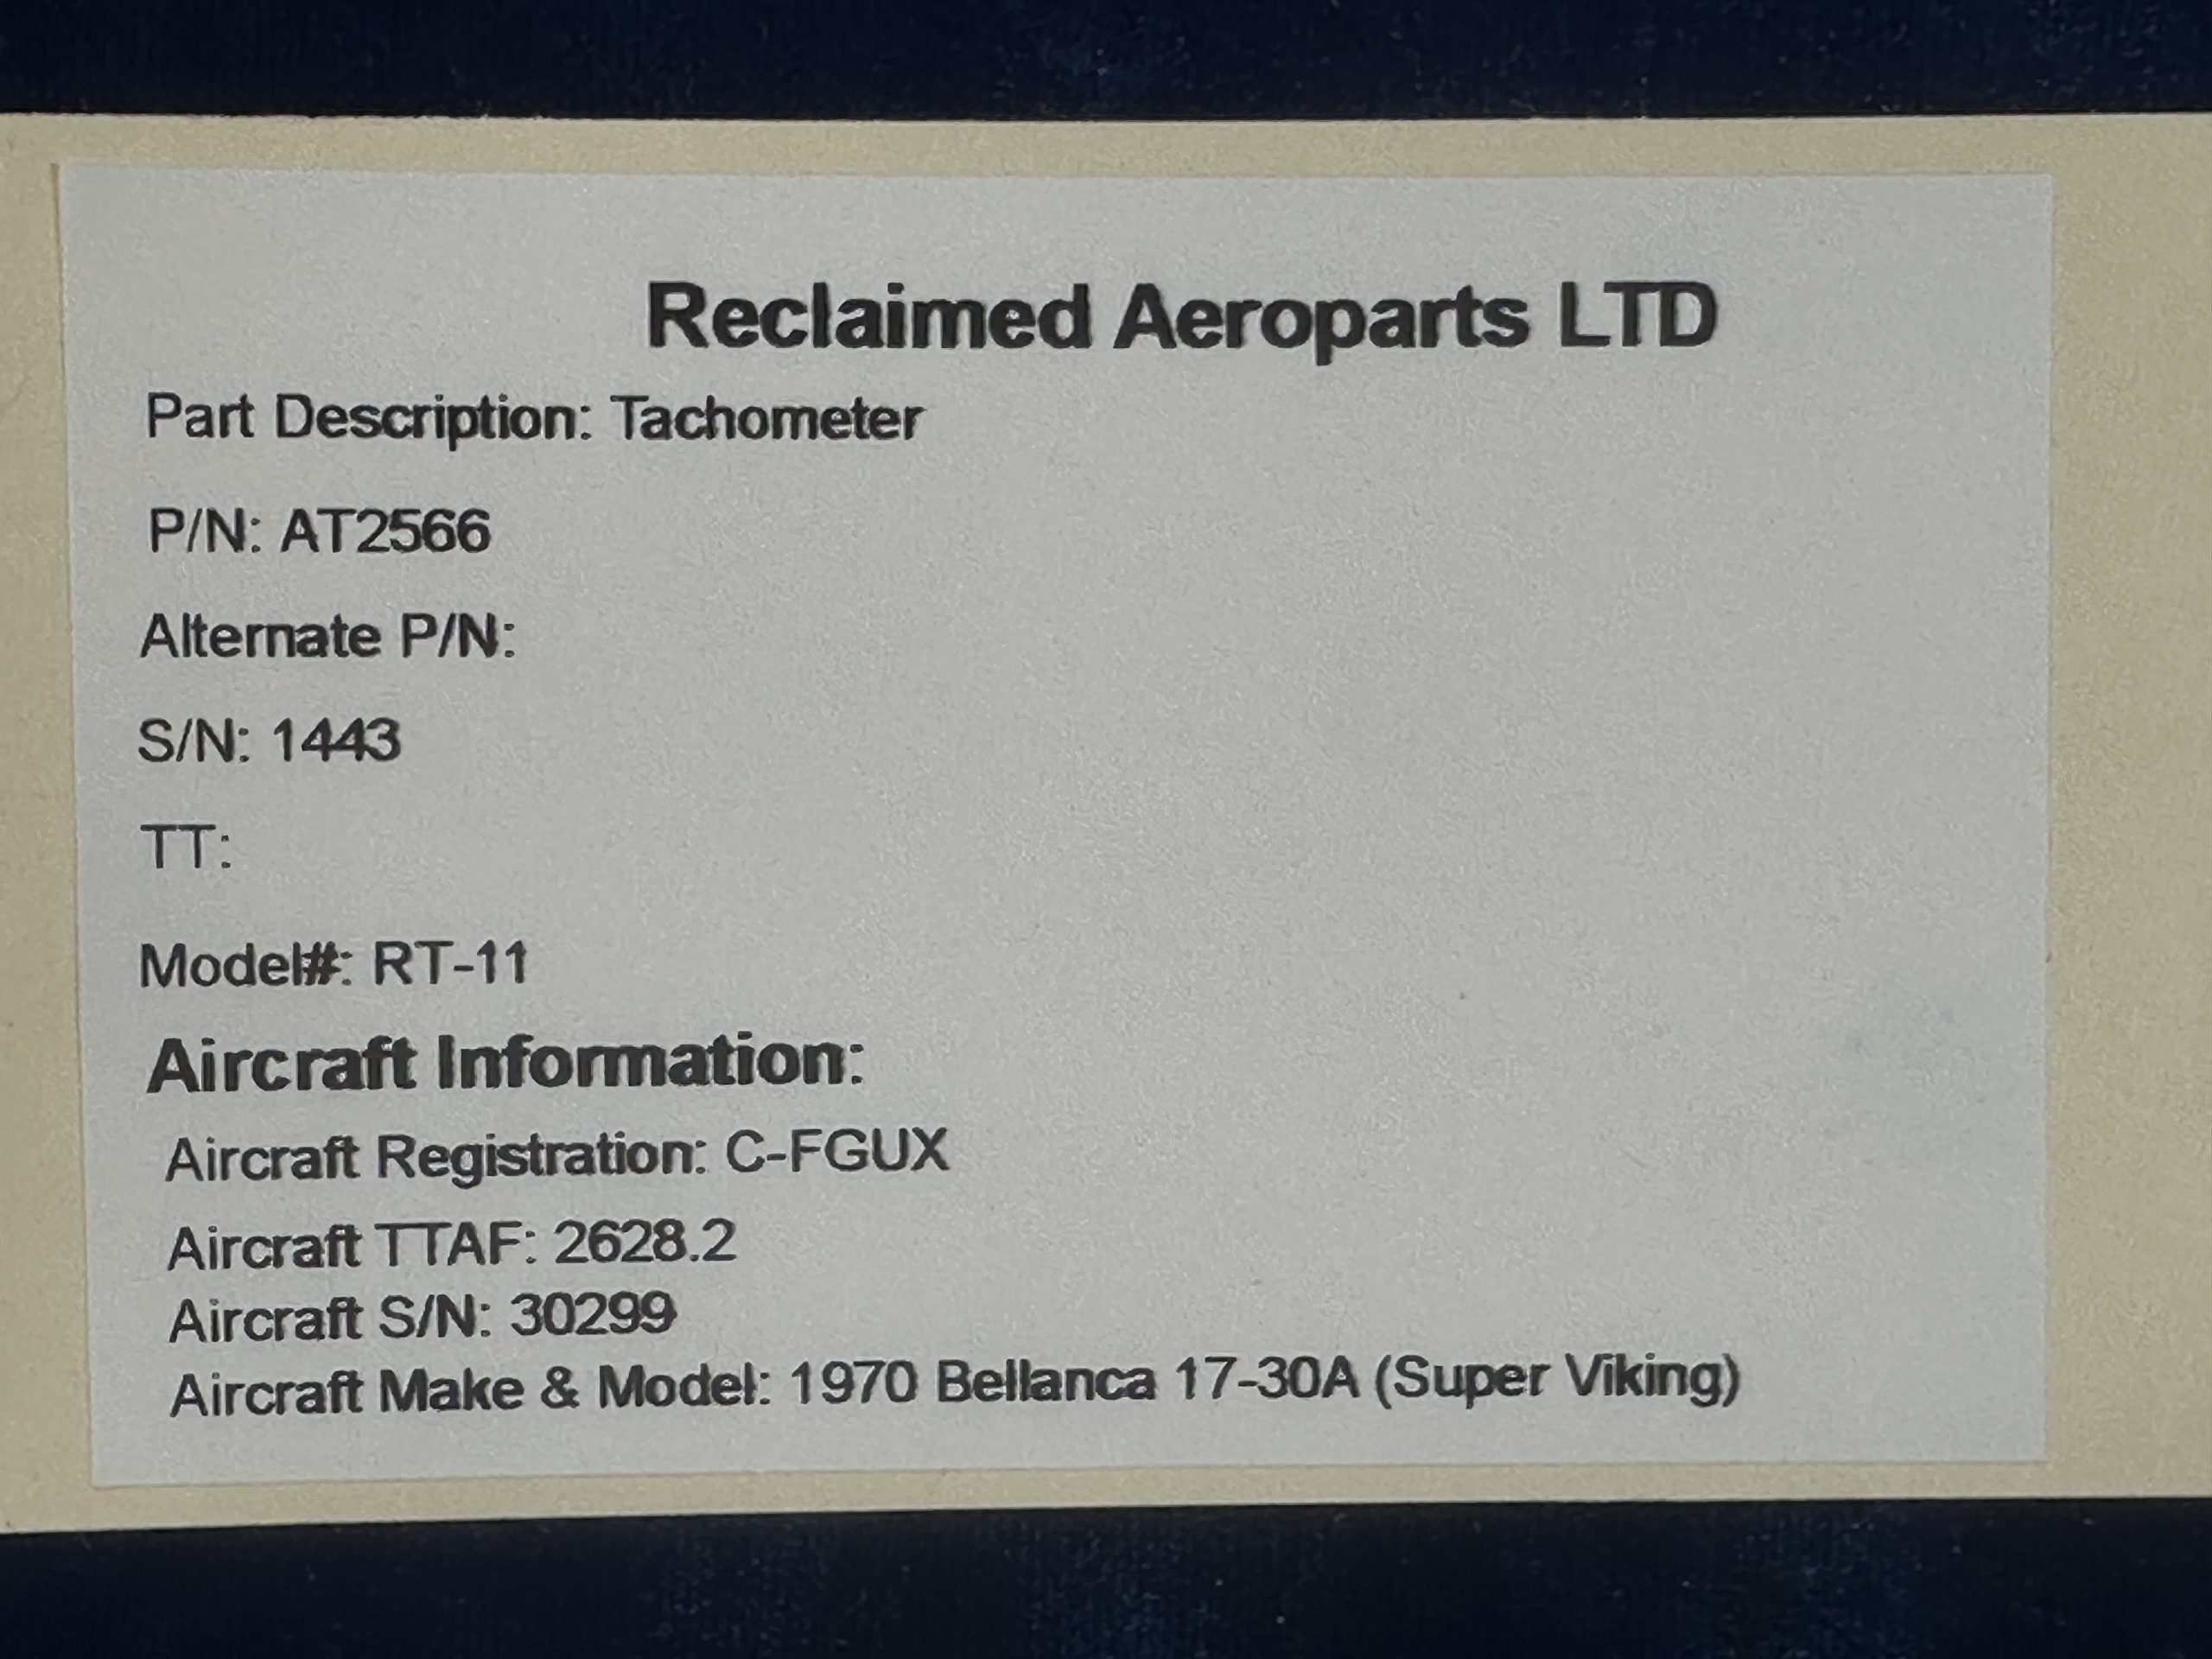 Reclaimed Aeroparts LTD
Part Description: Tachometer
P/N: AT2566
Alternate P/N:
S/N: 1443
TT:
Model#: RT-11
Aircraft Information:
Aircraft Registration: C-FGUX
Aircraft TTAF: 2628.2
Aircraft S/N: 30299
Aircraft Make & Model: 1970 Bellanca 17-30A (Super Viking)